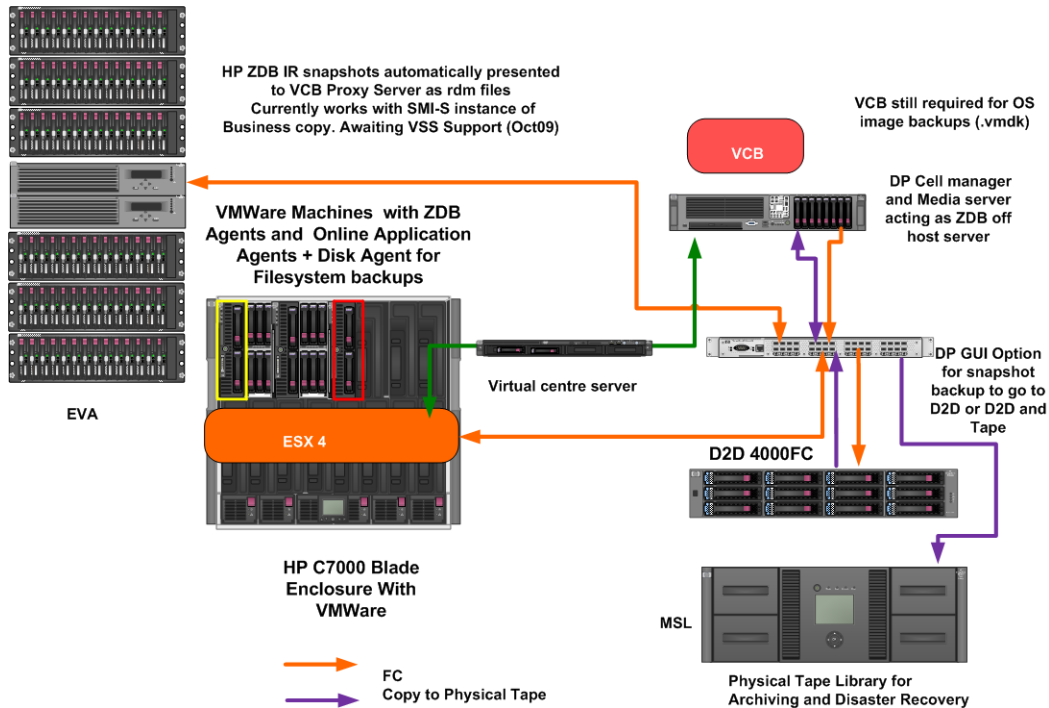 HP ZDB IR snapshots automatically presented
to VCB Proxy Server as rdm files
Currently works with SMI-S instance of
Business copy. Awaiting VSS Support (Oct09)
VCB still required for OS
image backups (.vmdk)
VCB
DP Cell manager
and Media server
acting as ZDB off
host server
VMWare Machines with ZDB
Agents and Online Application
Agents + Disk Agent for
Filesystem backups
Virtual centre server
DP GUI Option
for snapshot
backup to go to
D2D or D2D and
Tape
EVA
ESX 4
D2D 4000FC
HP C7000 Blade
Enclosure With
VMWare
MSL
FC
Copy to Physical Tape
Physical Tape Library for
Archiving and Disaster Recovery